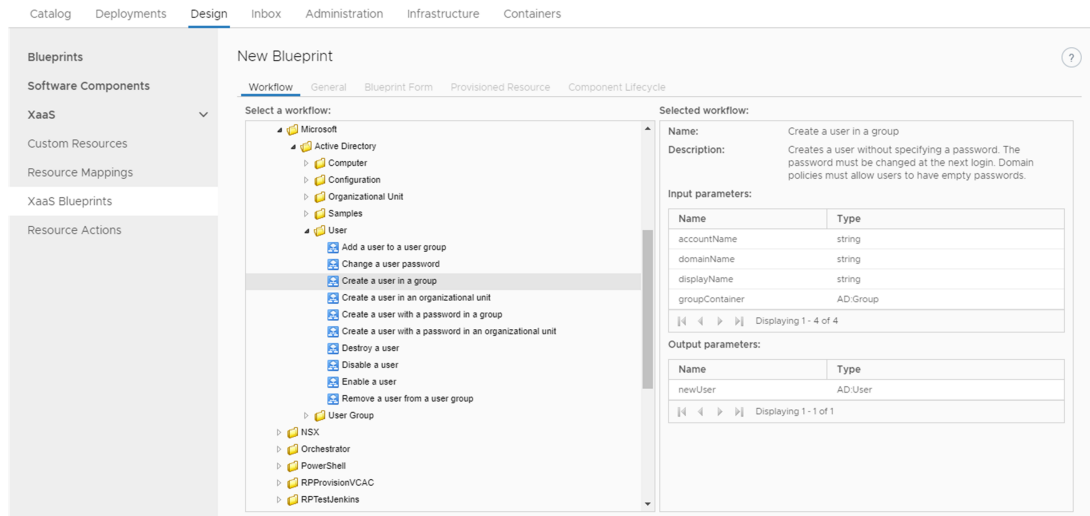 Catalog Deployments Design Inbox Administration Infrastructure Containers
Blueprints
Software Components
XaaS
Custom Resources
Resource Mappings
XaaS Blueprints
Resource Actions
New Blueprint
?
Workflow General Blueprint Form Provisioned Resource Component Lifecycle
Select a workflow:
Microsoft
Active Directory
Computer
Configuration
Organizational Unit
Samples
User
Add a user to a user group
Change a user password
Create a user in a group
Create a user in an organizational unit
Create a user with a password in a group
Create a user with a password in an organizational unit
Destroy a user
Disable a user
Enable a user
Remove a user from a user group
User Group
NSX
Orchestrator
PowerShell
RPProvisionVCAC
RPTestJenkins
Selected workflow:
Name: Create a user in a group
Description: Creates a user without specifying a password. The
password must be changed at the next login. Domain
policies must allow users to have empty passwords.
Input parameters:
Name Type
accountName string
domainName string
displayName string
groupContainer AD:Group
Displaying 1 - 4 of 4
Output parameters:
Name Type
newUser AD:User
Displaying 1 - 1 of 1